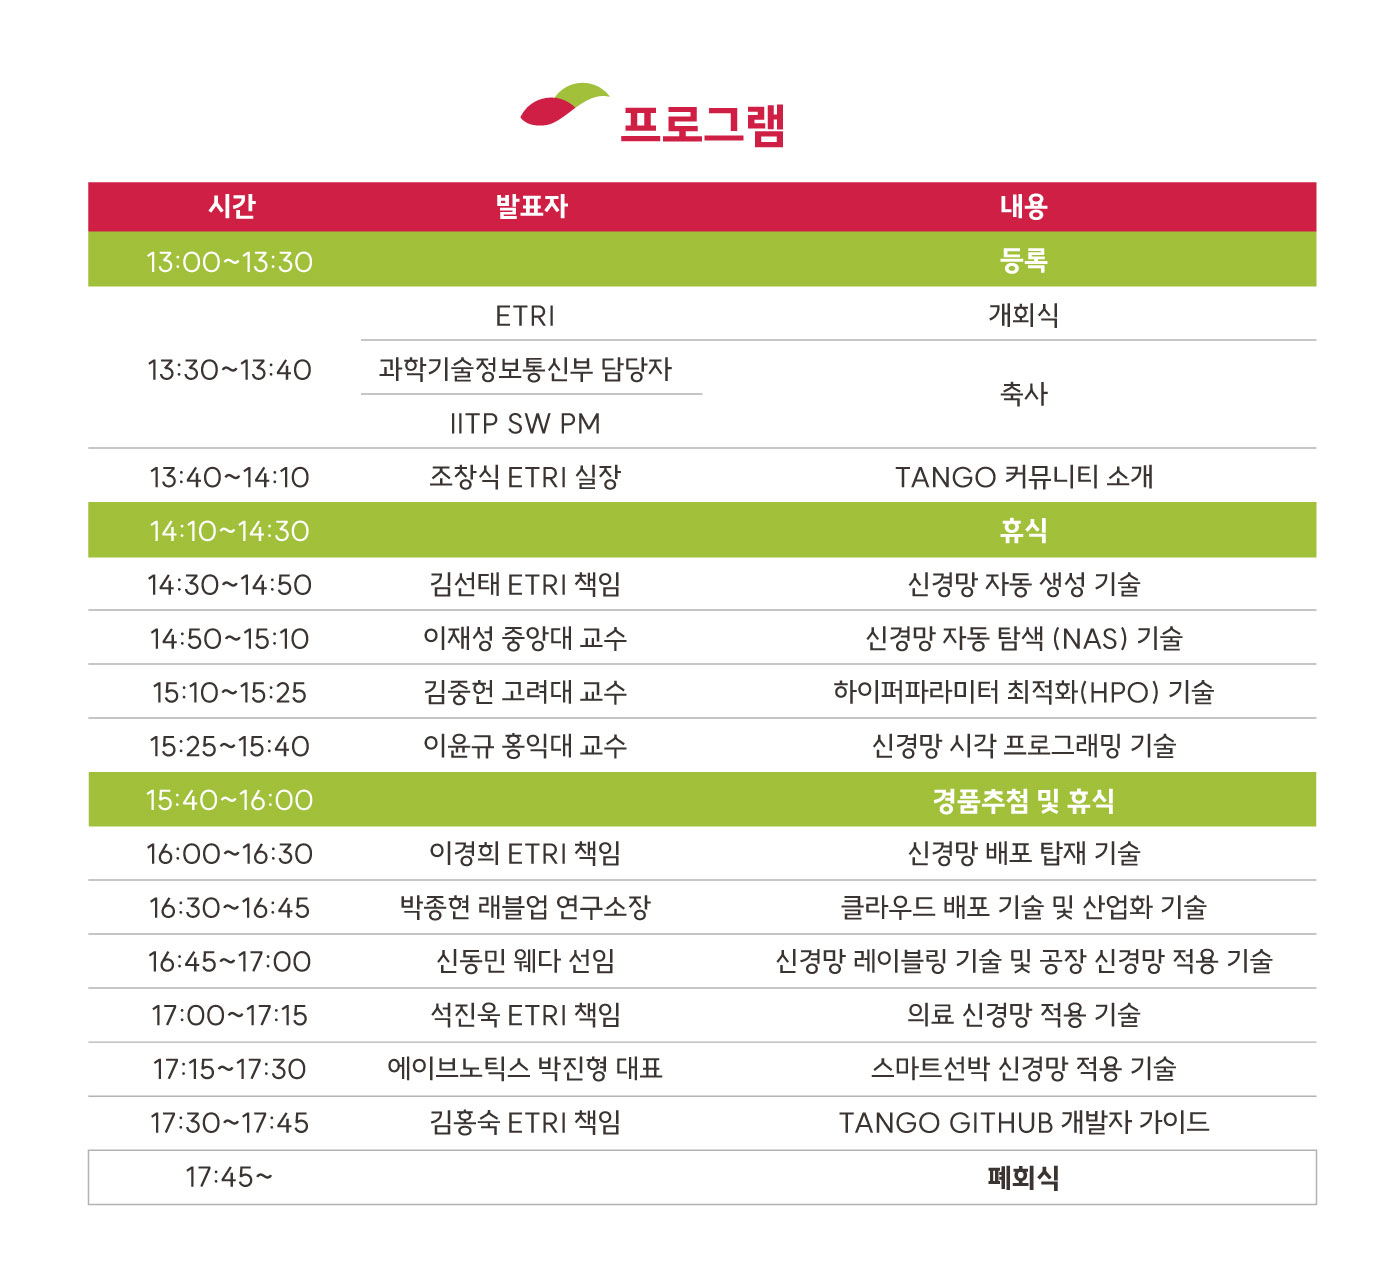 프로그램
시간 발표자 내용
13:00~13:30 등록
ETRI 개회식
13:30~13:40 과학기술정보통신부 담당자
축사
IITP SW PM
13:40~14:10 조창식 ETRI 실장 TANGO 커뮤니티 소개
14:10~14:30 휴식
14:30~14:50 김선태 ETRI 책임 신경망 자동 생성 기술
14:50~15:10 이재성 중앙대 교수 신경망 자동 탐색 (NAS) 기술
15:10~15:25 김중헌 고려대 교수 하이퍼파라미터 최적화(HPO) 기술
15:25~15:40 이윤규 홍익대 교수 신경망 시각 프로그래밍 기술
15:40~16:00 경품추첨 및 휴식
16:00~16:30 이경희 ETRI 책임 신경망 배포 탑재 기술
16:30~16:45 박종현 래블업 연구소장 클라우드 배포 기술 및 산업화 기술
16:45~17:00 신동민 웨다 선임 신경망 레이블링 기술 및 공장 신경망 적용 기술
17:00~17:15 석진욱 ETRI 책임 의료 신경망 적용 기술
17:15~17:30 에이브노틱스 박진형 대표 스마트선박 신경망 적용 기술
17:30~17:45 김홍숙 ETRI 책임 TANGO GITHUB 개발자 가이드
17:45~ 폐회식